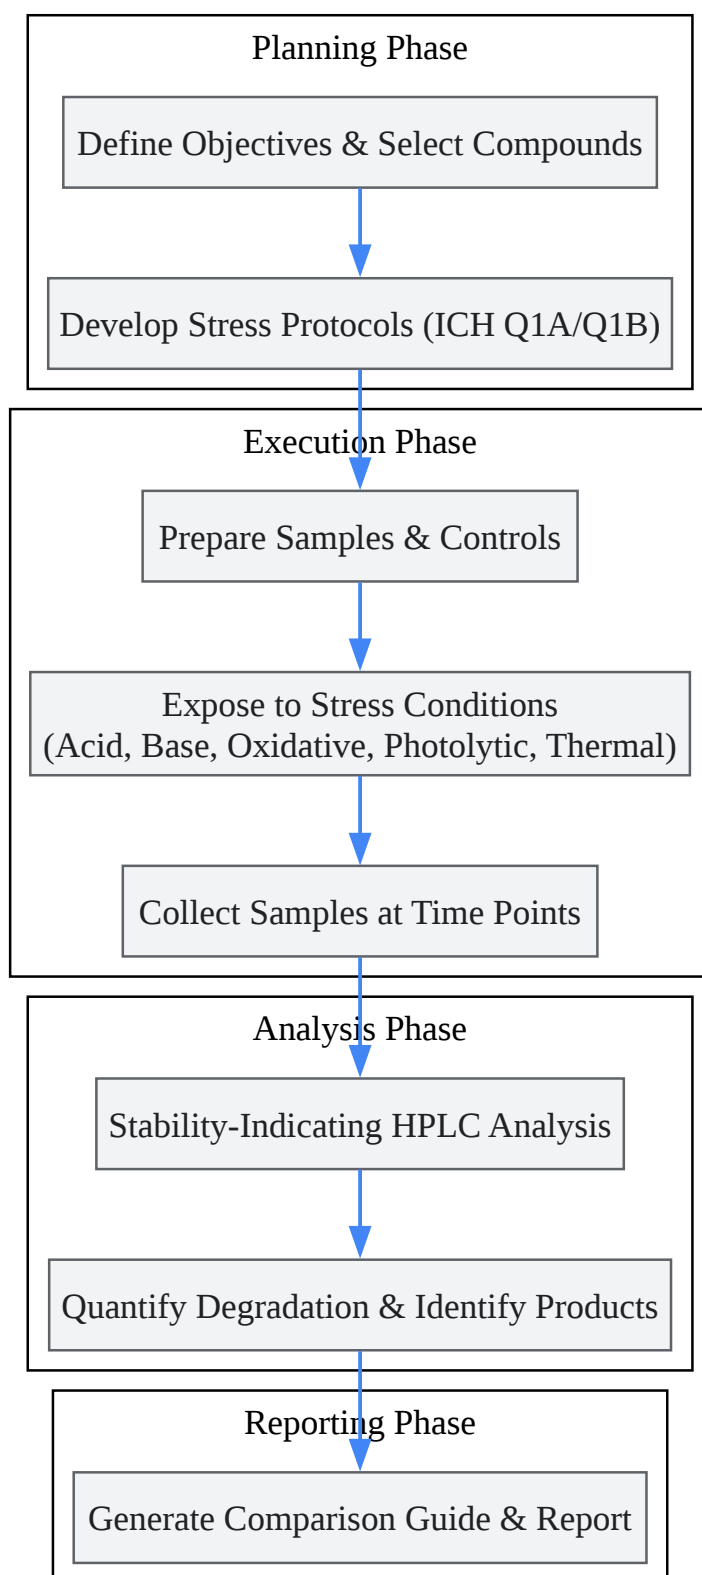 Planning Phase
Define Objectives & Select Compounds
Develop Stress Protocols (ICH Q1A/Q1B)
Execution Phase
Prepare Samples & Controls
Expose to Stress Conditions
(Acid, Base, Oxidative, Photolytic, Thermal)
Collect Samples at Time Points
Analysis Phase
Stability-Indicating HPLC Analysis
Quantify Degradation & Identify Products
Reporting Phase
Generate Comparison Guide & Report